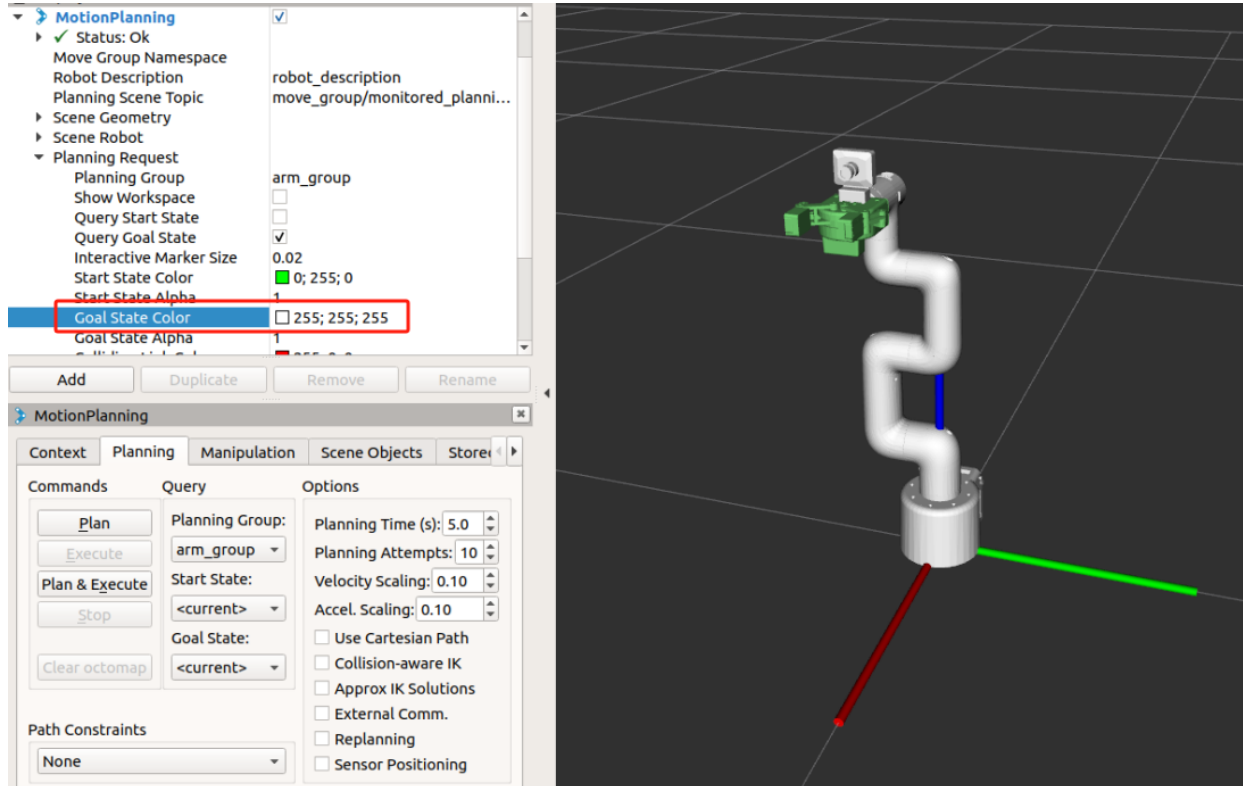 MotionPlanning
Status: Ok
Move Group Namespace
Robot Description robot_description
Planning Scene Topic move_group/monitored_planni...
Scene Geometry
Scene Robot
Planning Request
Planning Group arm_group
Show Workspace
Query Start State
Query Goal State
Interactive Marker Size 0.02
Start State Color 0; 255; 0
Start State Alpha 1
Goal State Color 255; 255; 255
Goal State Alpha 1
Add Duplicate Remove Rename
MotionPlanning
Context Planning Manipulation Scene Objects
Commands Query Options
Plan Planning Group: Planning Time (s): 5.0
Execute arm_group Planning Attempts: 10
Plan & Execute Start State: Velocity Scaling: 0.10
Stop <current> Accel. Scaling: 0.10
Goal State: Use Cartesian Path
Clear octomap <current> Collision-aware IK
Approx IK Solutions
External Comm.
Path Constraints Replanning
None Sensor Positioning